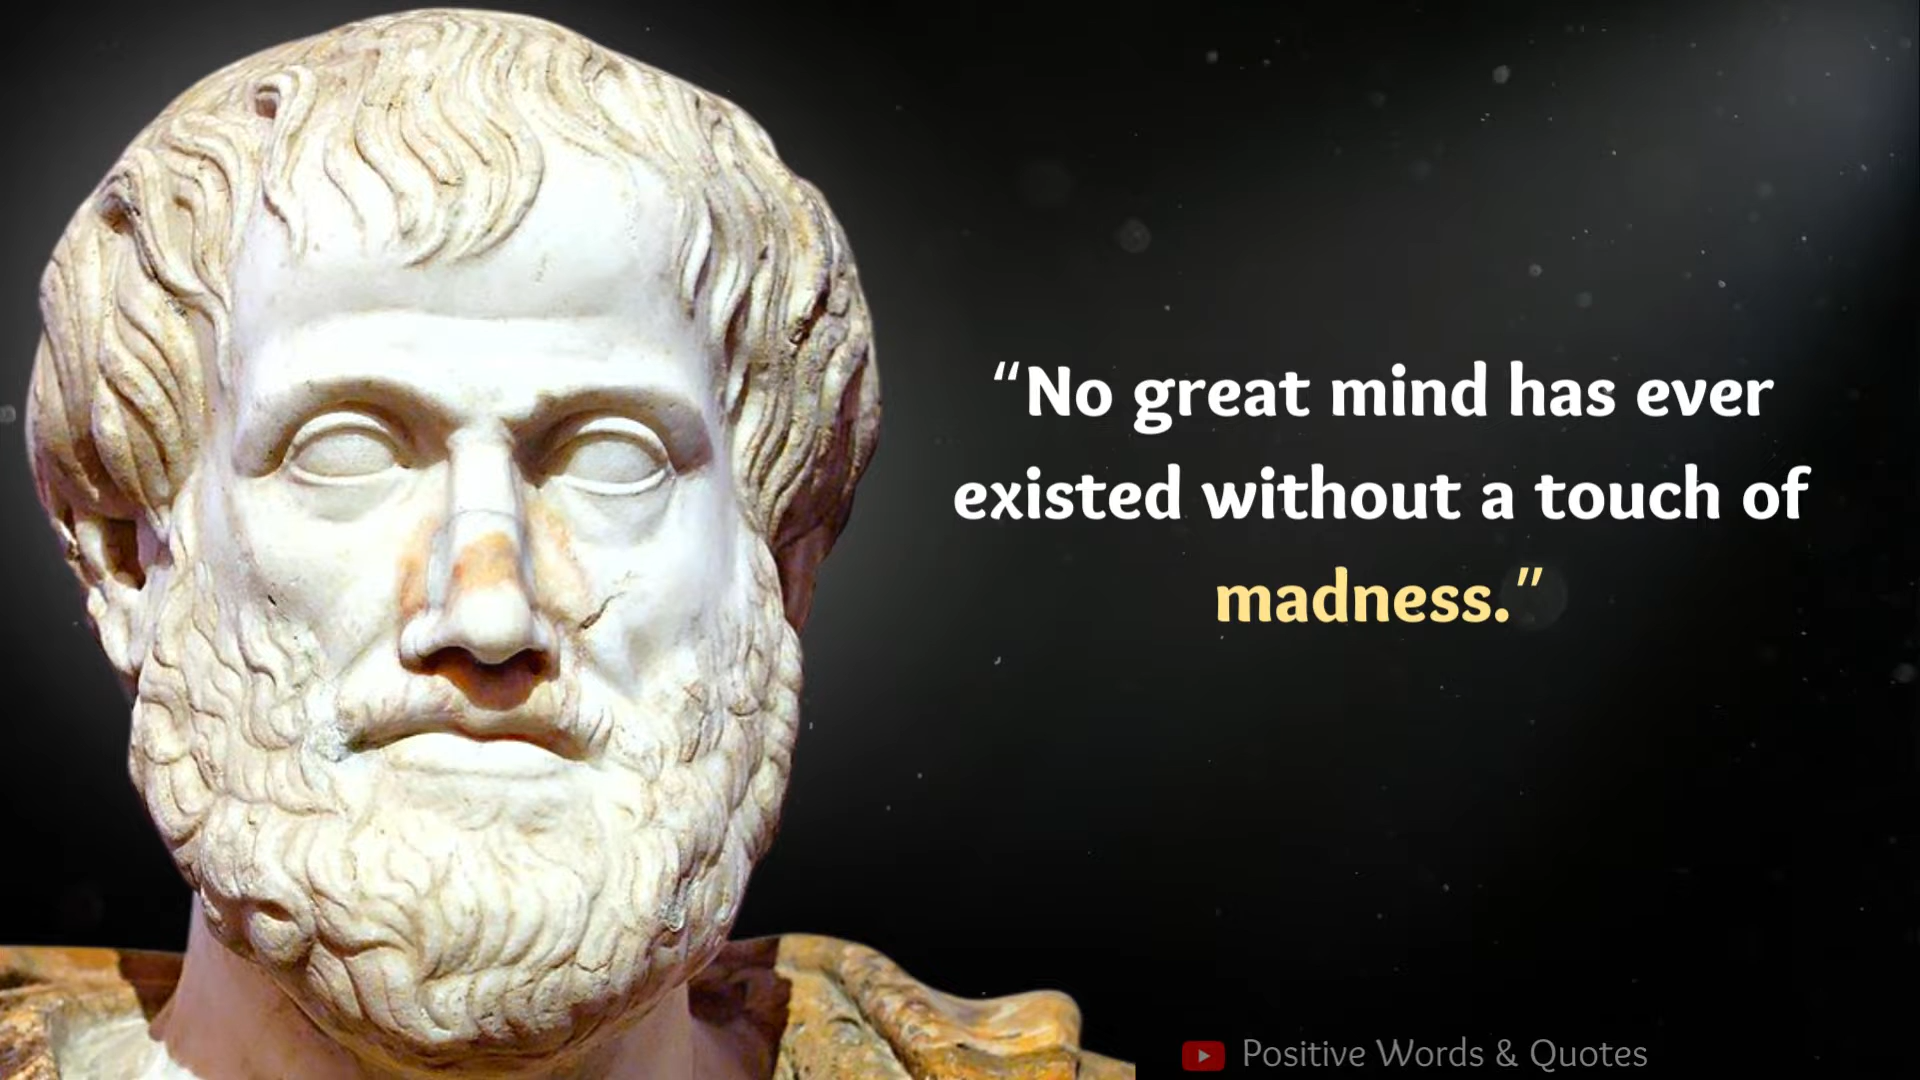 “No great mind has ever
existed without a touch of
madness.”
Positive Words & Quotes